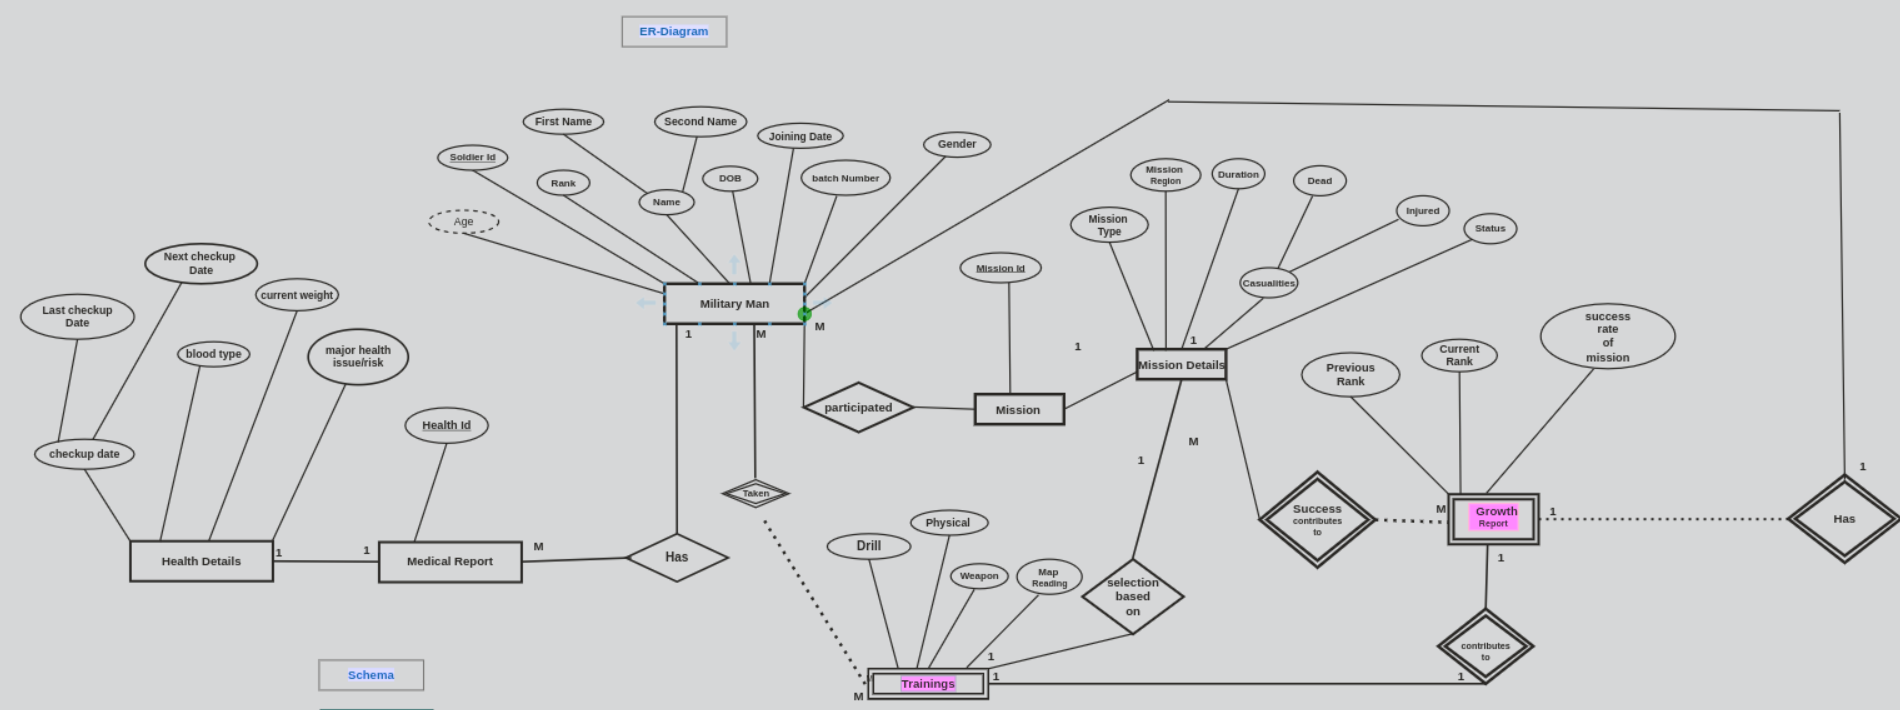 ER-Diagram
First Name
Second Name
Joining Date
Gender
Soldier Id
Rank
DOB
batch Number
Name
Age
Mission
Region
Duration
Dead
Injured
Status
Mission
Type
Casualities
Mission Id
Next checkup
Date
current weight
Last checkup
Date
blood type
major health
issue/risk
checkup date
Health Id
Military Man
1
M
M
participated
Mission
1
1
Mission Details
M
1
success
rate
of
mission
Current
Rank
Previous
Rank
Health Details
1
1
Medical Report
M
Has
Taken
Success
contributes
to
M
Growth
Report
1
1
Has
1
contributes
to
1
Drill
Physical
Weapon
Map
Reading
selection
based
on
1
1
Trainings
M
Schema